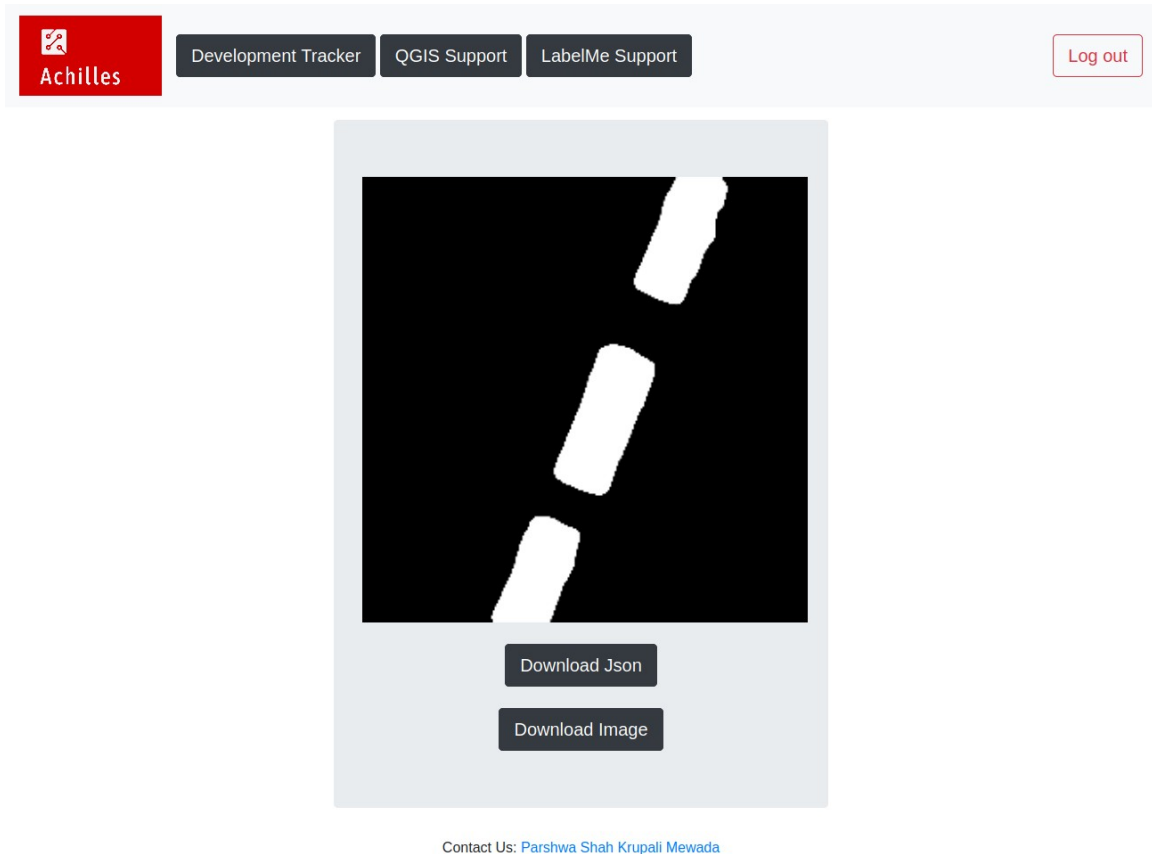 Achilles
Development Tracker
QGIS Support
LabelMe Support
Log out
Download Json
Download Image
Contact Us: Parshwa Shah Krupali Mewada